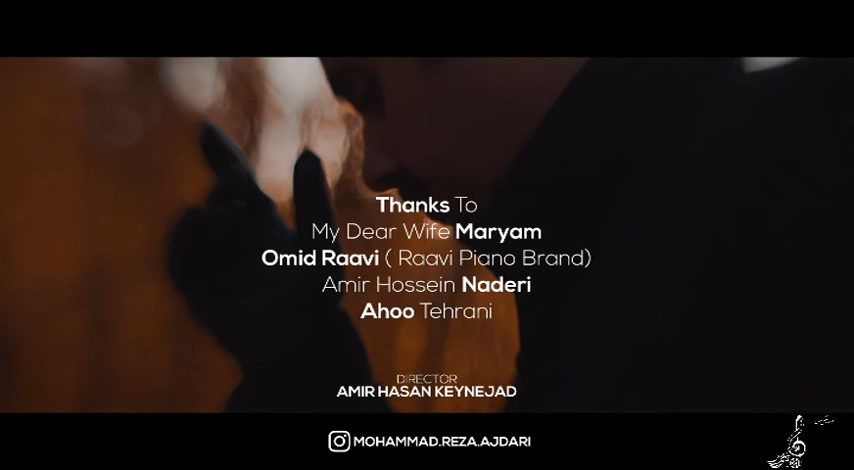 Thanks To
My Dear Wife Maryam
Omid Raavi ( Raavi Piano Brand)
Amir Hossein Naderi
Ahoo Tehrani
DIRECTOR
AMIR HASAN KEYNEJAD
MOHAMMAD.REZA.AJDARI